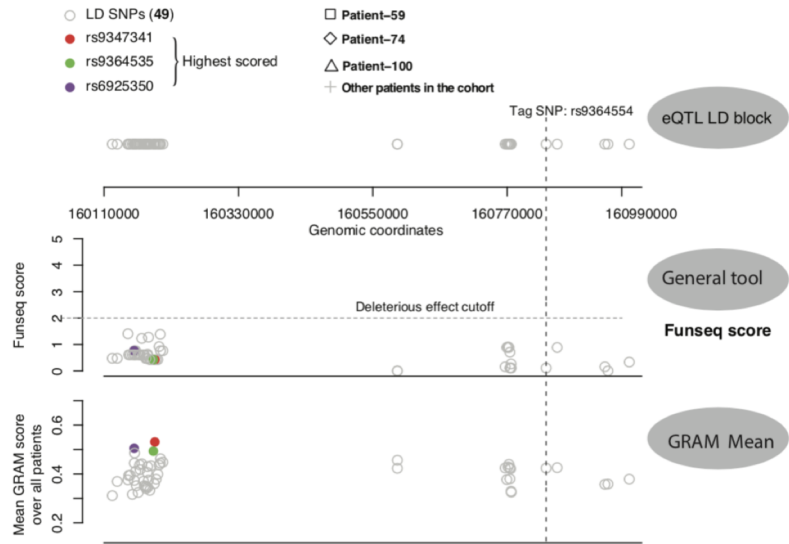 LD SNPs (49)
rs9347341
rs9364535
rs6925350
Highest scored
Patient–59
Patient–74
Patient–100
Other patients in the cohort
Tag SNP: rs9364554
eQTL LD block
160110000 160330000 160550000 160770000 160990000
Genomic coordinates
Funseq score
5
4
3
2
1
0
Deleterious effect cutoff
General tool
Funseq score
Mean GRAM score
over all patients
0.6
0.4
0.2
GRAM Mean